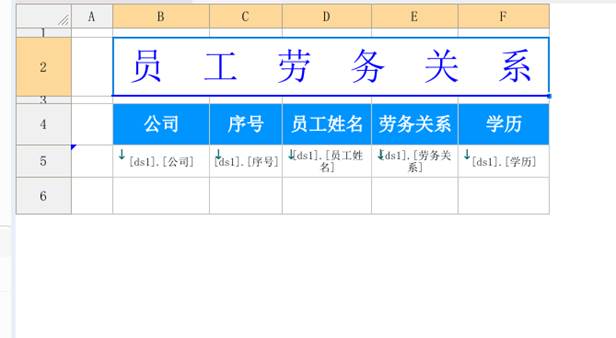 A B C D E F
1
2 员 工 劳 务 关 系
3
4 公司 序号 员工姓名 劳务关系 学历
5 [ds1].[公司] [ds1].[序号] [ds1].[员工姓名] [ds1].[劳务关系] [ds1].[学历]
6